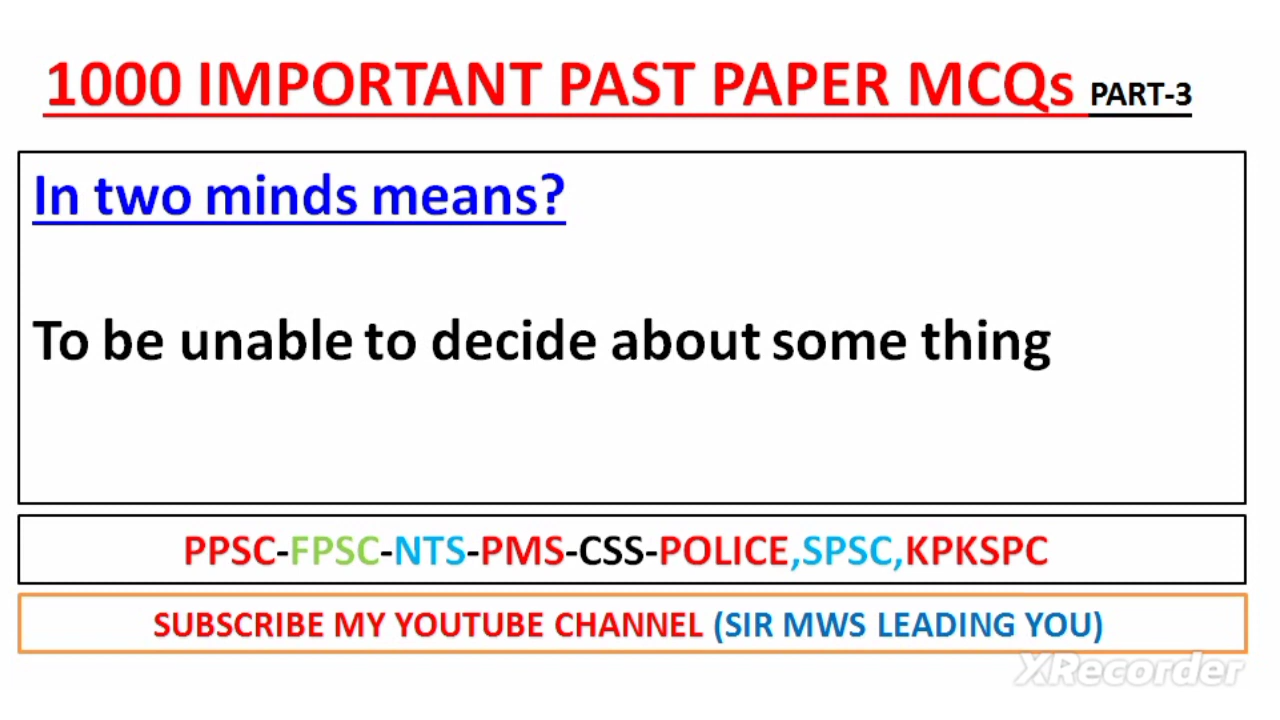 1000 IMPORTANT PAST PAPER MCQs PART-3
In two minds means?
To be unable to decide about some thing
PPSC-FPSC-NTS-PMS-CSS-POLICE,SPSC,KPKSPC
SUBSCRIBE MY YOUTUBE CHANNEL (SIR MWS LEADING YOU)
XRecorder